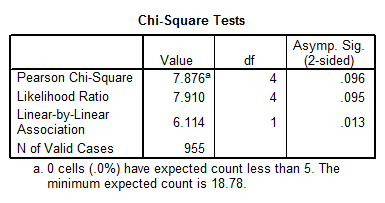 Chi-Square Tests
Value df Asymp. Sig. (2-sided)
Pearson Chi-Square 7.876a 4 .096
Likelihood Ratio 7.910 4 .095
Linear-by-Linear Association 6.114 1 .013
N of Valid Cases 955
a. 0 cells (.0%) have expected count less than 5. The
minimum expected count is 18.78.